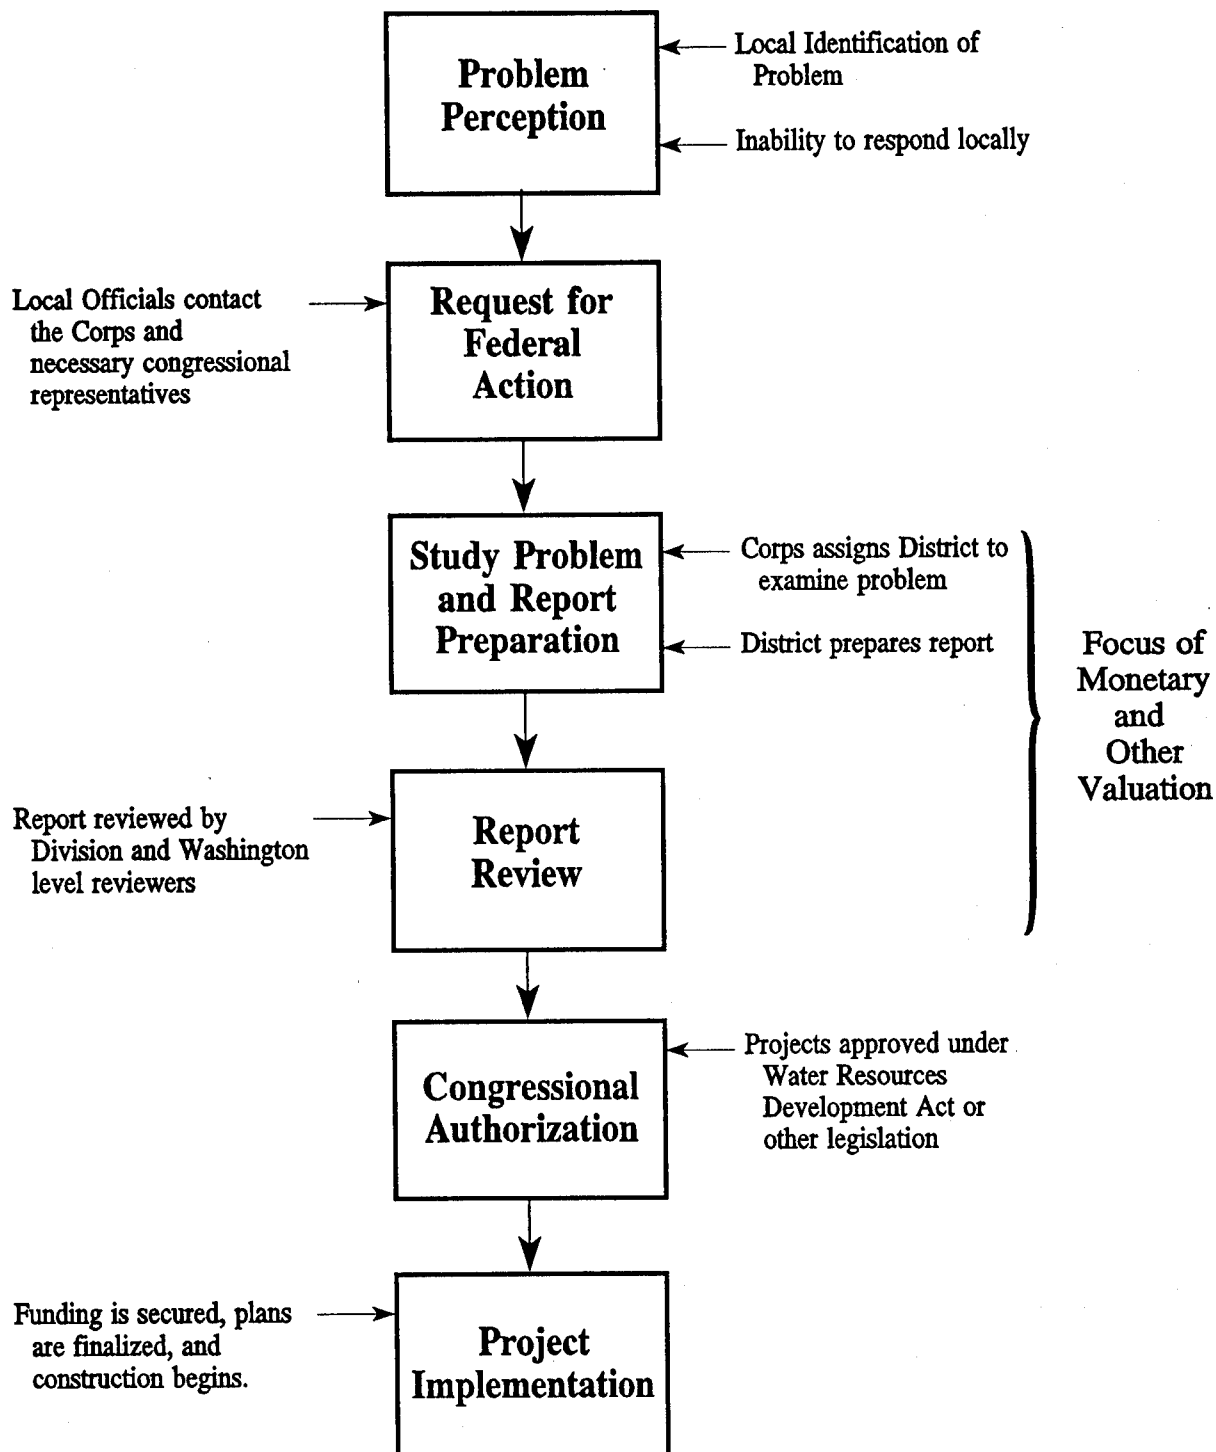 Problem
Perception
Local Identification of
Problem
Inability to respond locally
Local Officials contact
the Corps and
necessary congressional
representatives
Request for
Federal
Action
Study Problem
and Report
Preparation
Corps assigns District to
examine problem
District prepares report
Focus of
Monetary
and
Other
Valuation
Report reviewed by
Division and Washington
level reviewers
Report
Review
Congressional
Authorization
Projects approved under
Water Resources
Development Act or
other legislation
Funding is secured, plans
are finalized, and
construction begins.
Project
Implementation